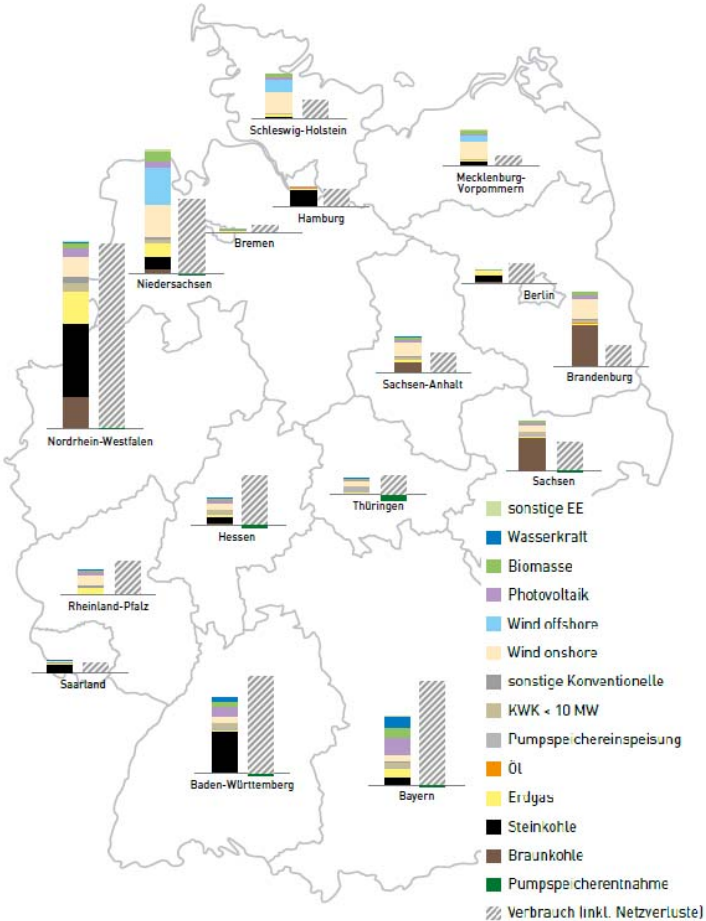 Schleswig-Holstein
Mecklenburg-
Vorpommern
Hamburg
Bremen
Niedersachsen
Berlin
Sachsen-Anhalt
Brandenburg
Nordrhein-Westfalen
Sachsen
Thüringen
Hessen
Rheinland-Pfalz
Saarland
Baden-Württemberg
Bayern
sonstige EE
Wasserkraft
Biomasse
Photovoltaik
Wind offshore
Wind onshore
sonstige Konventionelle
KWK < 10 MW
Pumpspeichereinspeisung
Öl
Erdgas
Steinkohle
Braunkohle
Pumpspeicherentnahme
Verbrauch (inkl. Netzverluste)